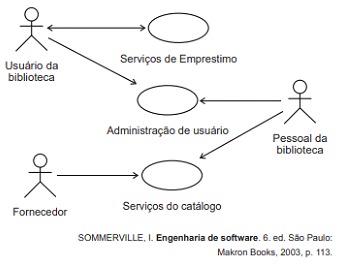 Usuário da
biblioteca
Serviços de Emprestimo
Administração de usuário
Pessoal da
biblioteca
Fornecedor
Serviços do catálogo
SOMMERVILLE, I. Engenharia de software. 6. ed. São Paulo:
Makron Books, 2003, p. 113.